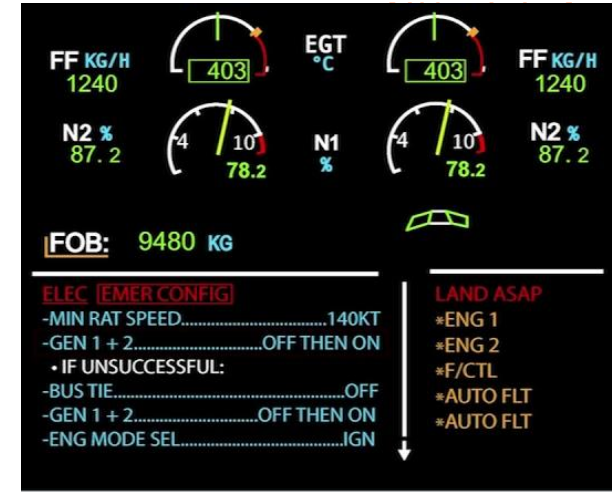 FF KG/H
1240
403
EGT
°C
403
FF KG/H
1240
N2 %
87.2
4
10
78.2
N1
%
4
10
78.2
N2 %
87.2
FOB: 9480 KG
ELEC EMER CONFIG
-MIN RAT SPEED..............................140KT
-GEN 1 + 2..........................OFF THEN ON
• IF UNSUCCESSFUL:
-BUS TIE................................................OFF
-GEN 1 + 2..........................OFF THEN ON
-ENG MODE SEL..................................IGN
LAND ASAP
*ENG 1
*ENG 2
*F/CTL
*AUTO FLT
*AUTO FLT